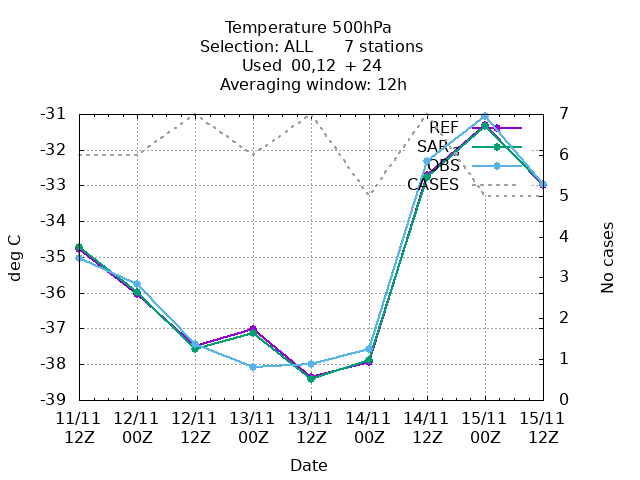 Temperature 500hPa
Selection: ALL 7 stations
Used 00,12 + 24
Averaging window: 12h
-31
-32
-33
-34
-35
-36
-37
-38
-39
deg C
7
6
5
4
3
2
1
0
No cases
REF
SAR
OBS
CASES
11/11 12/11 12/11 13/11 13/11 14/11 14/11 15/11 15/11
12Z 00Z 12Z 00Z 12Z 00Z 12Z 00Z 12Z
Date